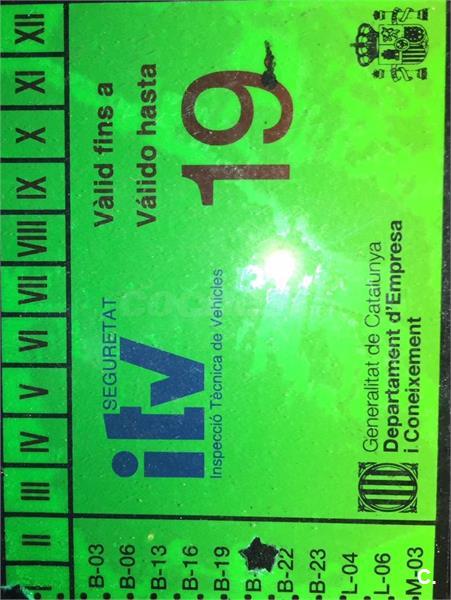 I II III IV V VI VII VIII IX X XI XII
SEGURETAT
itv
Inspecció Tècnica de Vehicles
Vàlid fins a
Válido hasta
19
Generalitat de Catalunya
Departament d'Empresa
i Coneixement
B-03
B-06
B-13
B-16
B-19
B-
B-22
B-23
L-04
L-06
M-03
C.